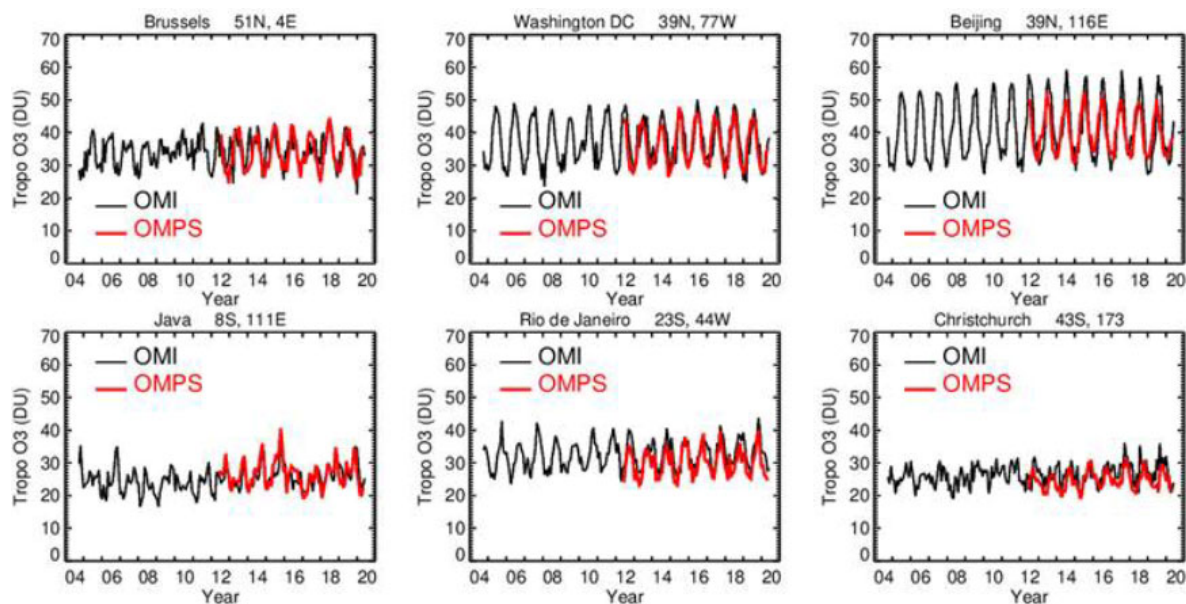 Brussels 51N, 4E
70
60
50
40
30
20
10
0
Tropo O3 (DU)
OMI
OMPS
04 06 08 10 12 14 16 18 20
Year
Washington DC 39N, 77W
70
60
50
40
30
20
10
0
Tropo O3 (DU)
OMI
OMPS
04 06 08 10 12 14 16 18 20
Year
Beijing 39N, 116E
70
60
50
40
30
20
10
0
Tropo O3 (DU)
OMI
OMPS
04 06 08 10 12 14 16 18 20
Year
Java 8S, 111E
70
60
50
40
30
20
10
0
Tropo O3 (DU)
OMI
OMPS
04 06 08 10 12 14 16 18 20
Year
Rio de Janeiro 23S, 44W
70
60
50
40
30
20
10
0
Tropo O3 (DU)
OMI
OMPS
04 06 08 10 12 14 16 18 20
Year
Christchurch 43S, 173
70
60
50
40
30
20
10
0
Tropo O3 (DU)
OMI
OMPS
04 06 08 10 12 14 16 18 20
Year